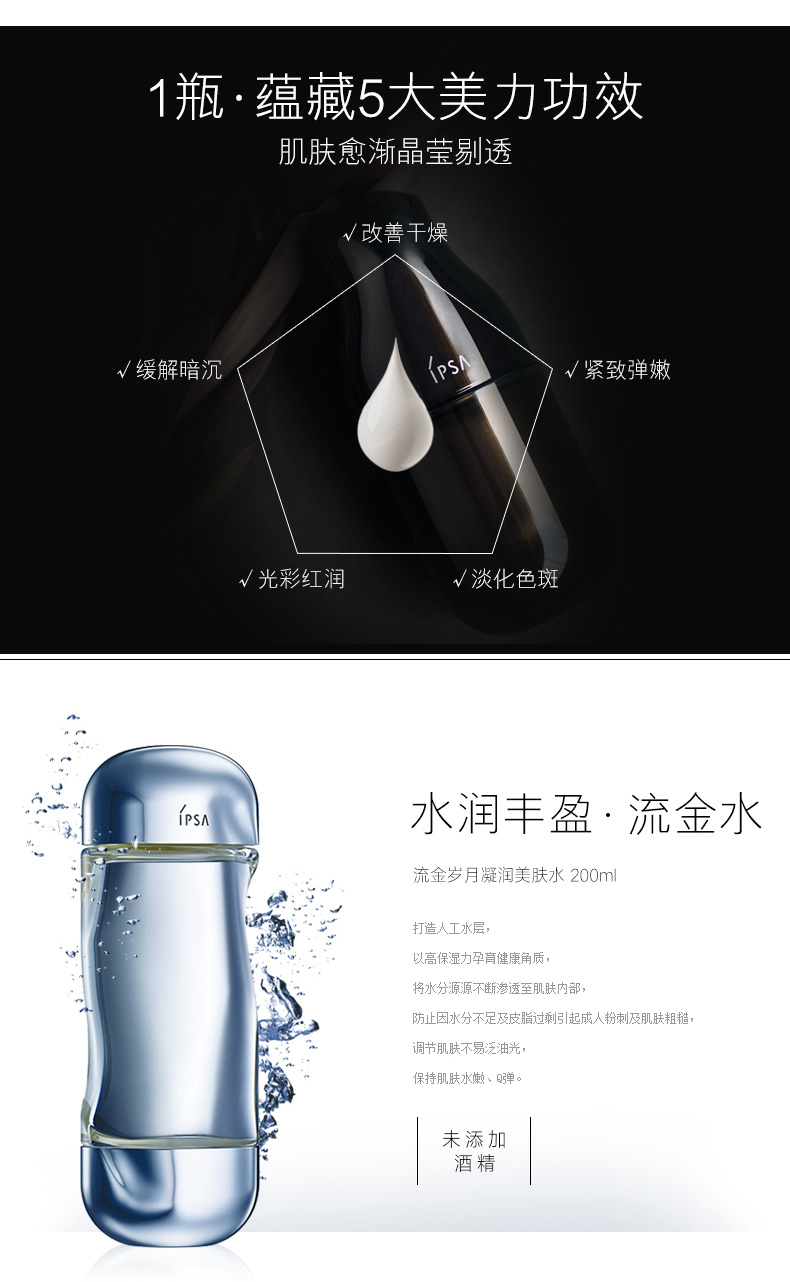 1瓶·蕴藏5大美力功效
肌肤愈渐晶莹剔透
√ 改善干燥
√ 缓解暗沉
√ 紧致弹嫩
IPSA
√ 光彩红润
√ 淡化色斑
IPSA
水润丰盈·流金水
流金岁月凝润美肤水 200ml
打造人工水层，
以高保湿力孕育健康角质，
将水分源源不断渗透至肌肤内部，
防止因水分不足及皮脂过剩引起成人粉刺及肌肤粗糙，
调节肌肤不易泛油光，
保持肌肤水嫩、Q弹。
未添加
酒精